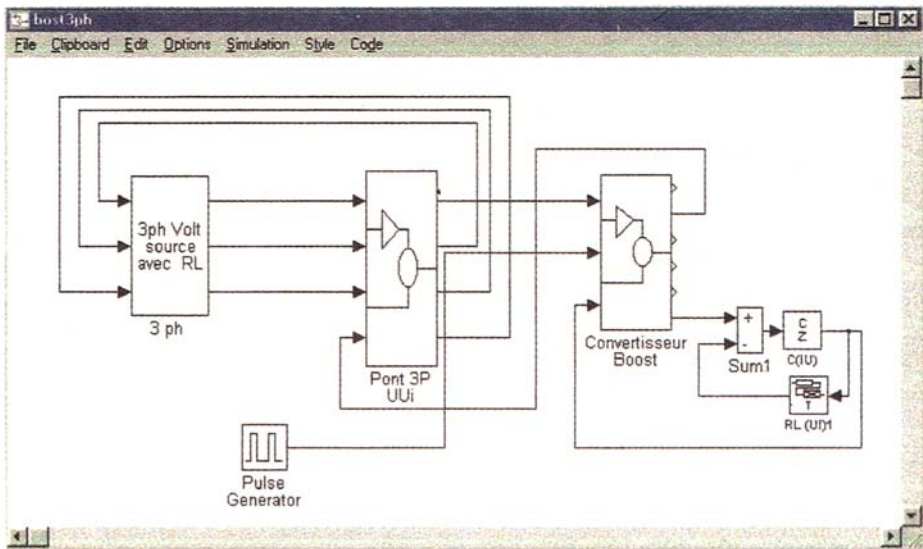 bost3ph
File Clipboard Edit Options Simulation Style Code
3ph Volt
source
avec RL
3 ph
Pont 3P
UUi
Convertisseur
Boost
+
-
Sum1
C
Z
C(IU)
T
RL (UI)1
Pulse
Generator